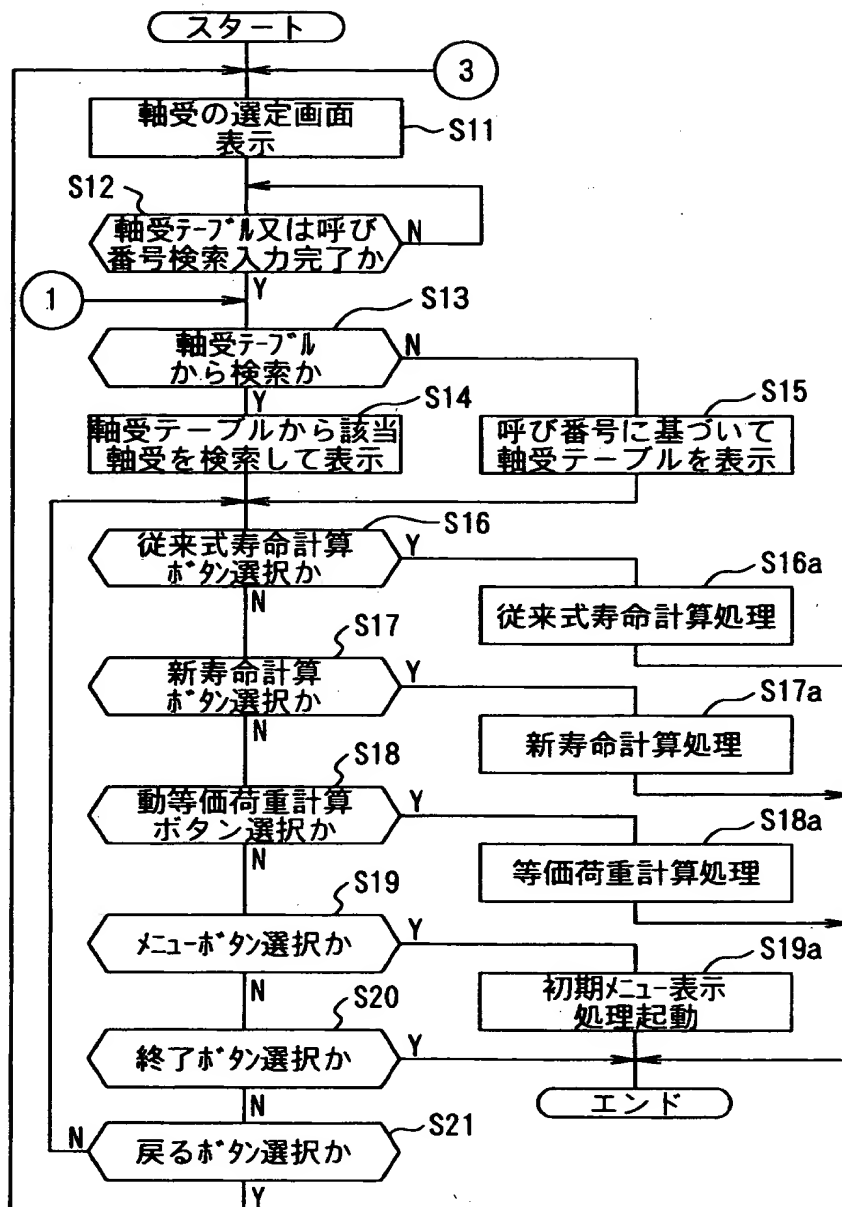 スタート
3
軸受の選定画面
表示
S11
S12
軸受テーブル又は呼び
番号検索入力完了か
N
Y
1
S13
軸受テーブル
から検索か
N
Y
S14
軸受テーブルから該当
軸受を検索して表示
S15
呼び番号に基づいて
軸受テーブルを表示
S16
従来式寿命計算
ボタン選択か
Y
N
S16a
従来式寿命計算処理
S17
新寿命計算
ボタン選択か
Y
N
S17a
新寿命計算処理
S18
動等価荷重計算
ボタン選択か
Y
N
S18a
等価荷重計算処理
S19
メニューボタン選択か
Y
N
S19a
初期メニュー表示
処理起動
S20
終了ボタン選択か
Y
N
エンド
S21
戻るボタン選択か
N
Y